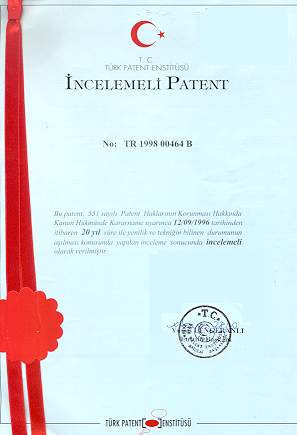 T. C.
TÜRK PATENT ENSTİTÜSÜ
İNCELEMELİ PATENT
No: TR 1998 00464 B
Bu patent, 551 sayılı Patent Haklarının Korunması Hakkında
Kanun Hükmünde Kararname uyarınca 12/09/1996 tarihinden
itibaren 20 yıl süre ile yenilik ve tekniğin bilinen durumunun
aşılması konusunda yapılan inceleme sonucunda incelemeli
olarak verilmiştir.
T.C.
TÜRK PATENT ENSTİTÜSÜ